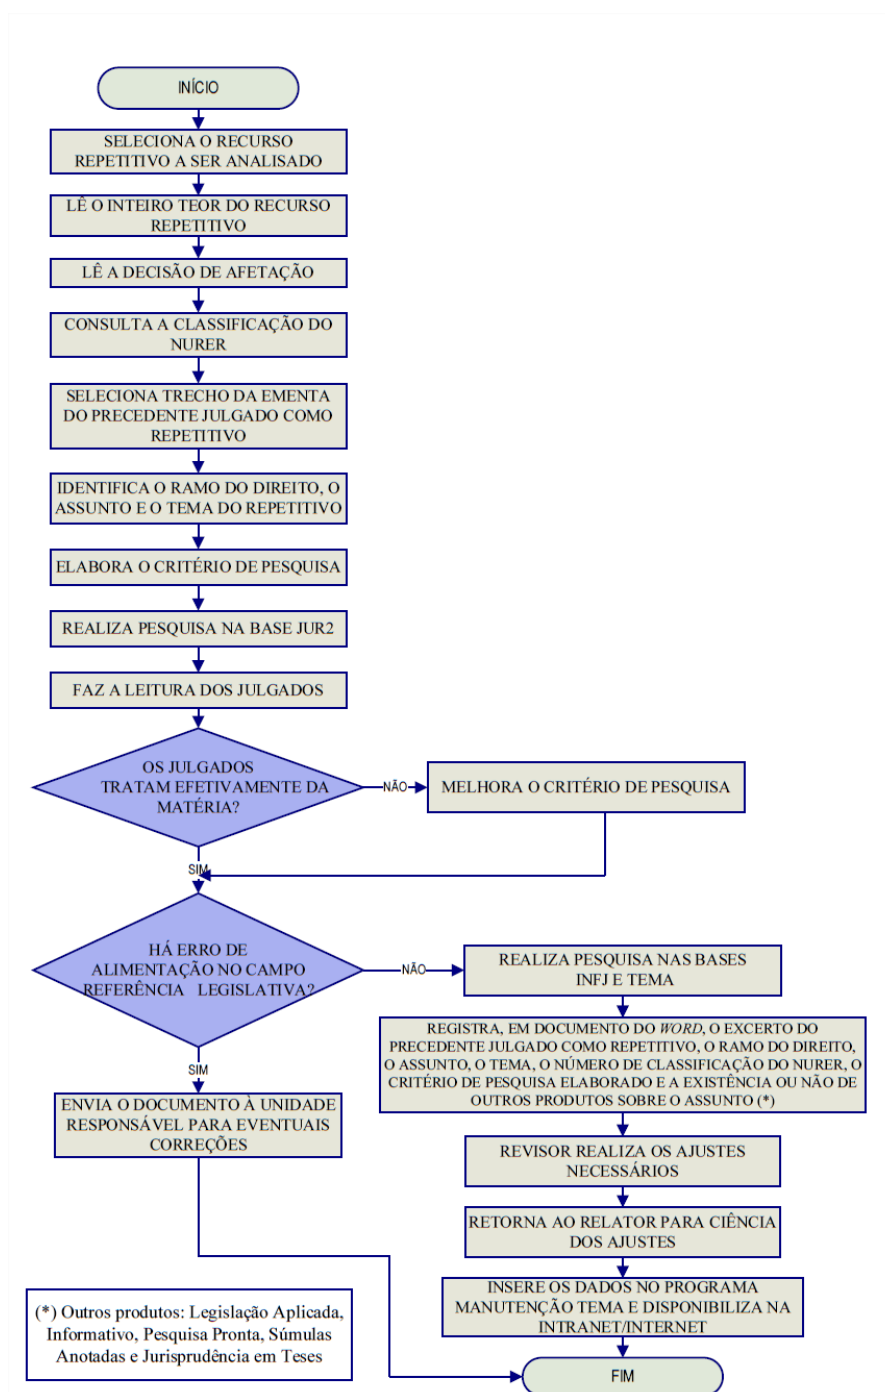 INÍCIO
SELECIONA O RECURSO
REPETITIVO A SER ANALISADO
LÊ O INTEIRO TEOR DO RECURSO
REPETITIVO
LÊ A DECISÃO DE AFETAÇÃO
CONSULTA A CLASSIFICAÇÃO DO
NURER
SELECIONA TRECHO DA EMENTA
DO PRECEDENTE JULGADO COMO
REPETITIVO
IDENTIFICA O RAMO DO DIREITO, O
ASSUNTO E O TEMA DO REPETITIVO
ELABORA O CRITÉRIO DE PESQUISA
REALIZA PESQUISA NA BASE JUR2
FAZ A LEITURA DOS JULGADOS
OS JULGADOS
TRATAM EFETIVAMENTE DA
MATÉRIA?
NÃO
MELHORA O CRITÉRIO DE PESQUISA
SIM
HÁ ERRO DE
ALIMENTAÇÃO NO CAMPO
REFERÊNCIA LEGISLATIVA?
NÃO
REALIZA PESQUISA NAS BASES
INFJ E TEMA
REGISTRA, EM DOCUMENTO DO WORD, O EXCERTO DO
PRECEDENTE JULGADO COMO REPETITIVO, O RAMO DO DIREITO,
O ASSUNTO, O TEMA, O NÚMERO DE CLASSIFICAÇÃO DO NURER, O
CRITÉRIO DE PESQUISA ELABORADO E A EXISTÊNCIA OU NÃO DE
OUTROS PRODUTOS SOBRE O ASSUNTO (*)
SIM
ENVIA O DOCUMENTO À UNIDADE
RESPONSÁVEL PARA EVENTUAIS
CORREÇÕES
REVISOR REALIZA OS AJUSTES
NECESSÁRIOS
RETORNA AO RELATOR PARA CIÊNCIA
DOS AJUSTES
INSERE OS DADOS NO PROGRAMA
MANUTENÇÃO TEMA E DISPONIBILIZA NA
INTRANET/INTERNET
(*) Outros produtos: Legislação Aplicada,
Informativo, Pesquisa Pronta, Súmulas
Anotadas e Jurisprudência em Teses
FIM